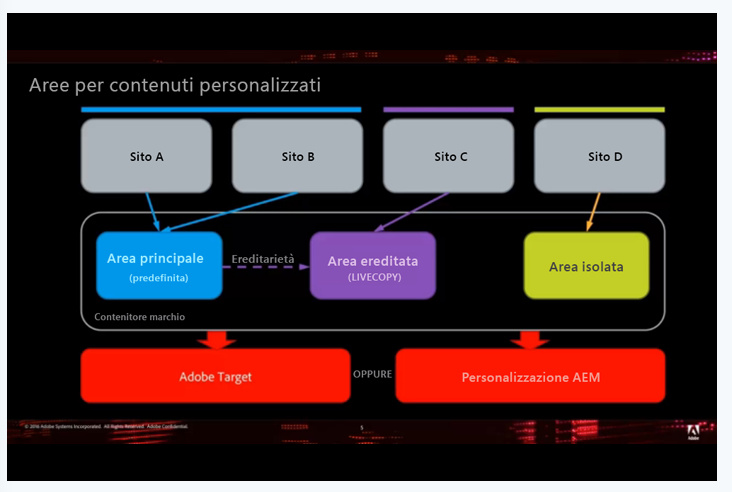 Aree per contenuti personalizzati
Sito A
Sito B
Sito C
Sito D
Area principale
(predefinita)
Ereditarietà
Area ereditata
(LIVECOPY)
Area isolata
Contenitore marchio
Adobe Target
OPPURE
Personalizzazione AEM
© 2016 Adobe Systems Incorporated. All Rights Reserved. Adobe Confidential.
5
Adobe